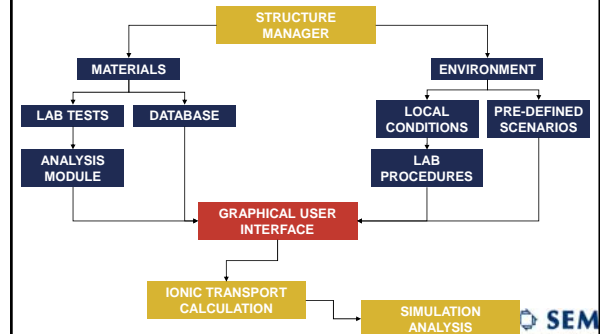 STRUCTURE
MANAGER
MATERIALS
ENVIRONMENT
LAB TESTS
DATABASE
LOCAL
CONDITIONS
PRE-DEFINED
SCENARIOS
ANALYSIS
MODULE
LAB
PROCEDURES
GRAPHICAL USER
INTERFACE
IONIC TRANSPORT
CALCULATION
SIMULATION
ANALYSIS
SEM